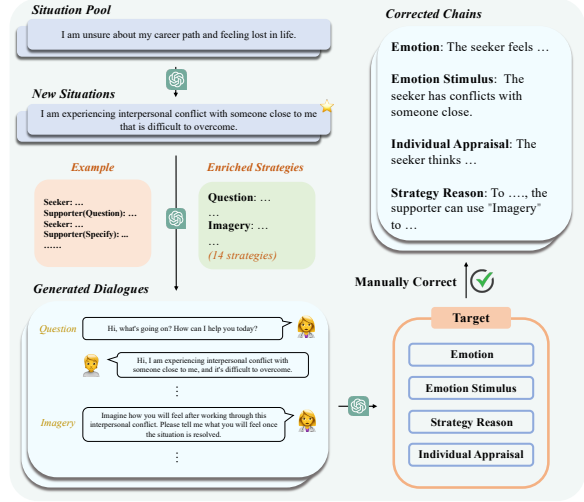 Situation Pool
I am unsure about my career path and feeling lost in life.
New Situations
I am experiencing interpersonal conflict with someone close to me
that is difficult to overcome.
Example
Seeker: …
Supporter(Question): …
Seeker: …
Supporter(Specify): ...
……
Enriched Strategies
Question: …
…
Imagery: …
…
(14 strategies)
Generated Dialogues
Question
Hi, what's going on? How can I help you today?
Hi, I am experiencing interpersonal conflict with
someone close to me, and it's difficult to overcome.
⋮
Imagery
Imagine how you will feel after working through this
interpersonal conflict. Please tell me what you will feel once
the situation is resolved.
⋮
Corrected Chains
Emotion: The seeker feels …
Emotion Stimulus: The
seeker has conflicts with
someone close.
Individual Appraisal: The
seeker thinks …
Strategy Reason: To …., the
supporter can use "Imagery"
to …
Manually Correct
Target
Emotion
Emotion Stimulus
Strategy Reason
Individual Appraisal